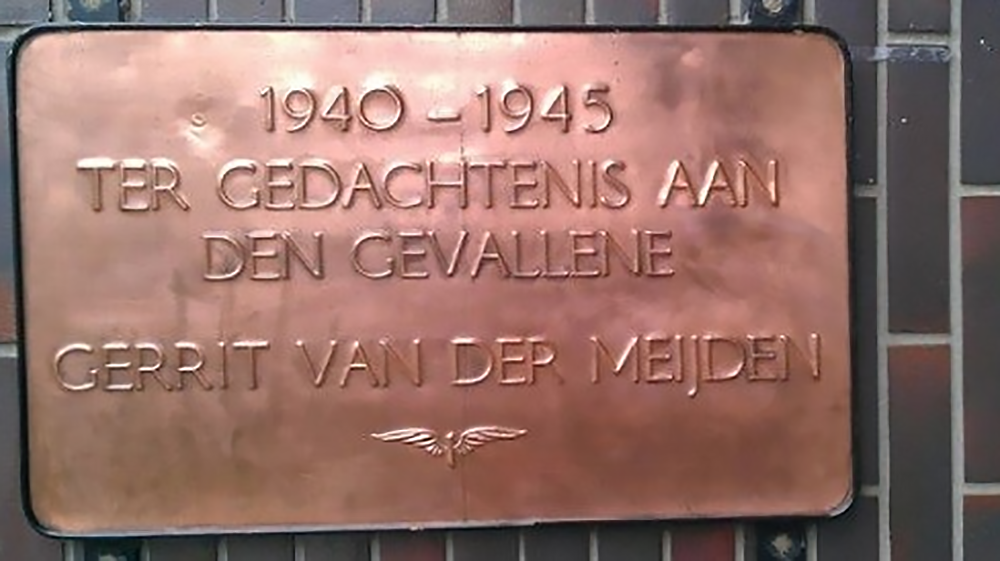 1940 - 1945
TER GEDACHTENIS AAN
DEN GEVALLENE
GERRIT VAN DER MEIJDEN